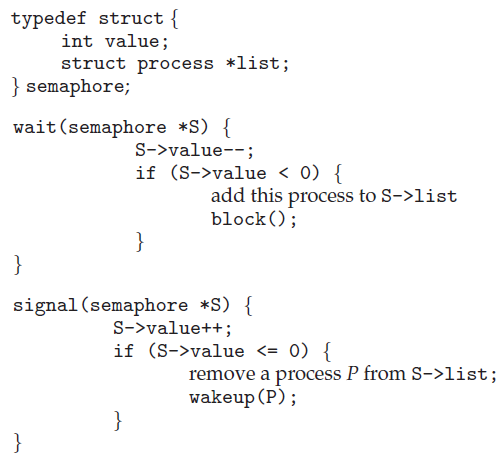 typedef struct {
int value;
struct process *list;
} semaphore;
wait(semaphore *S) {
S->value--;
if (S->value < 0) {
add this process to S->list
block();
}
}
signal(semaphore *S) {
S->value++;
if (S->value <= 0) {
remove a process P from S->list;
wakeup(P);
}
}